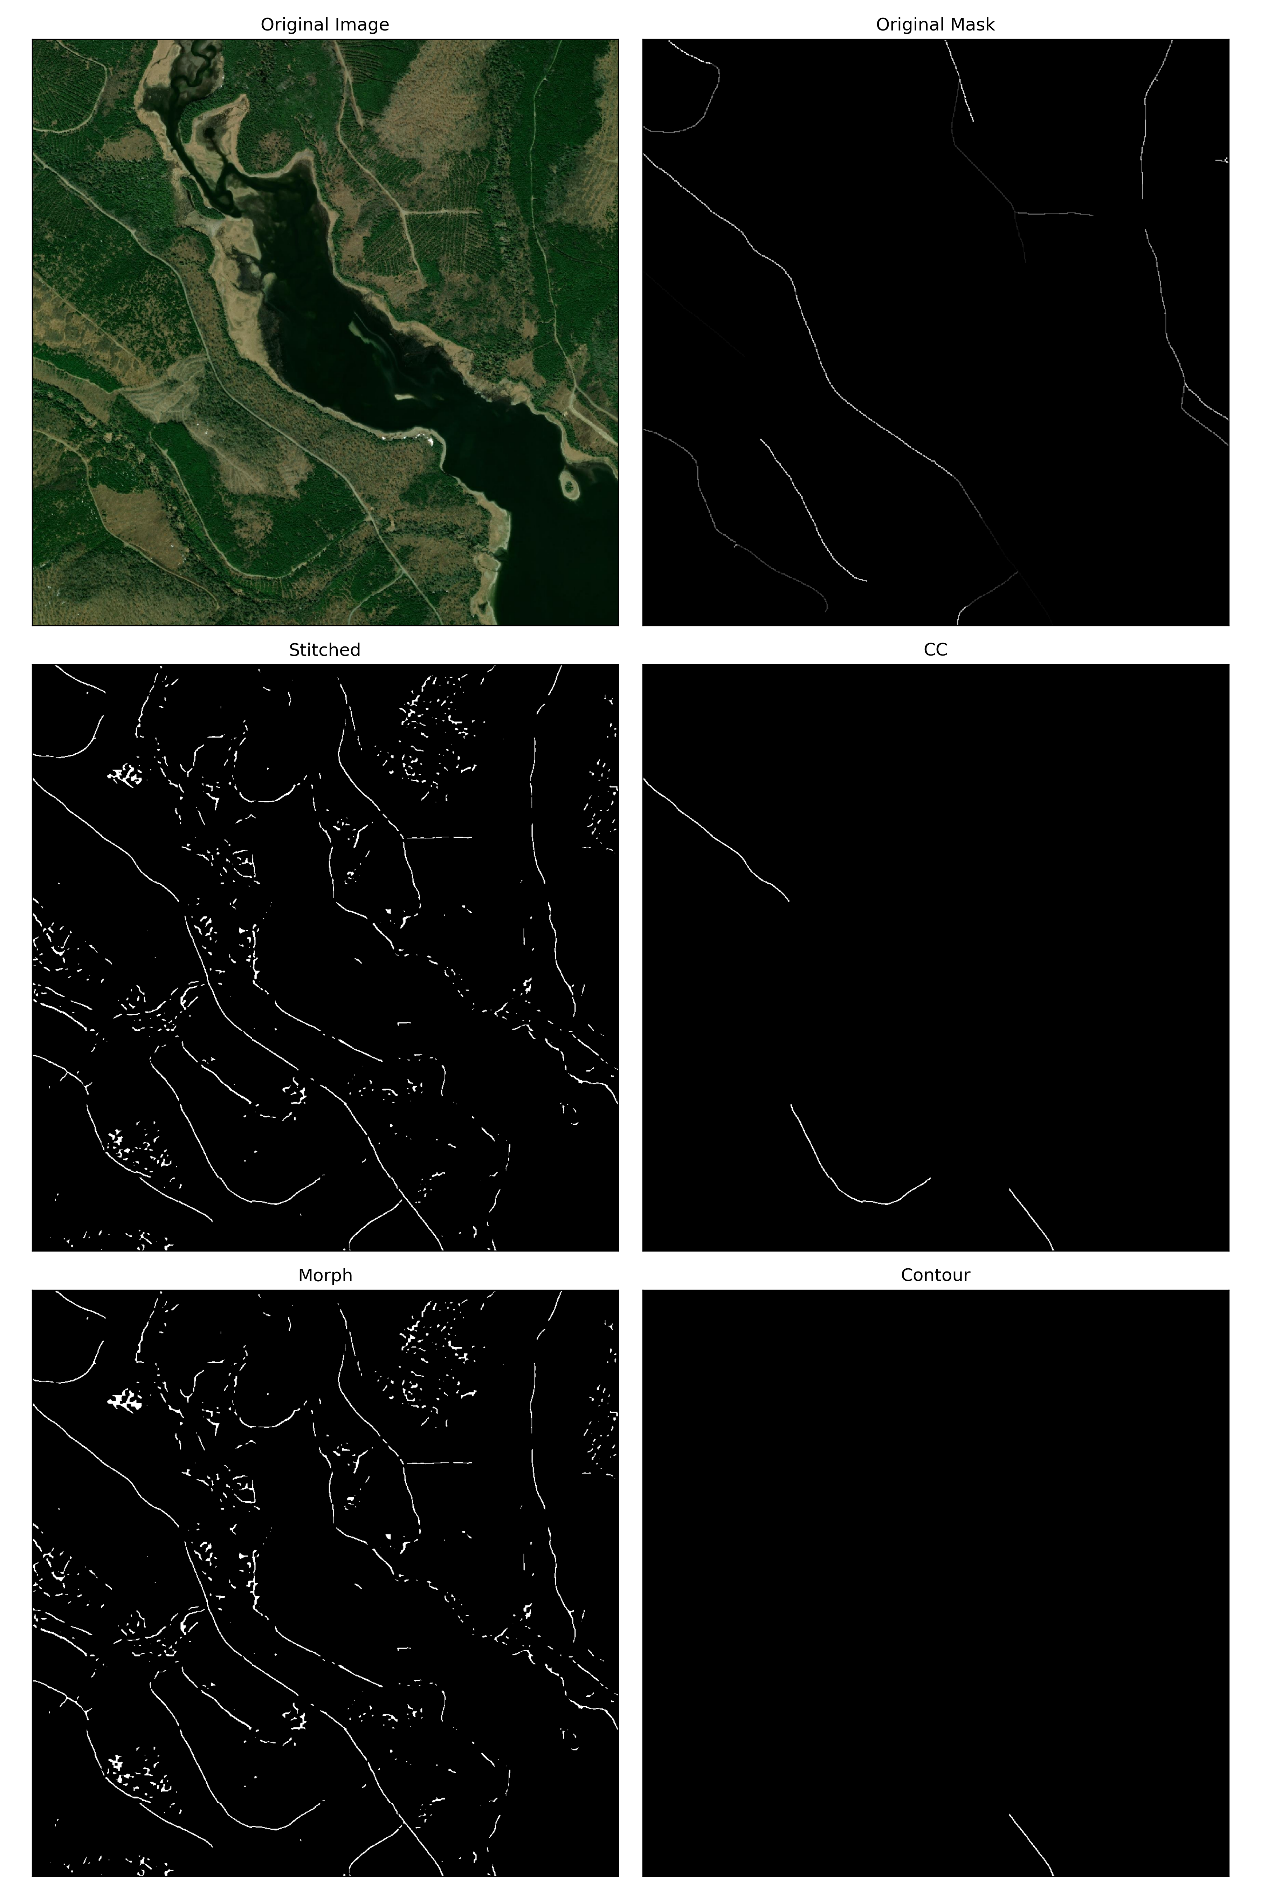 Original Image
Original Mask
Stitched
CC
Morph
Contour